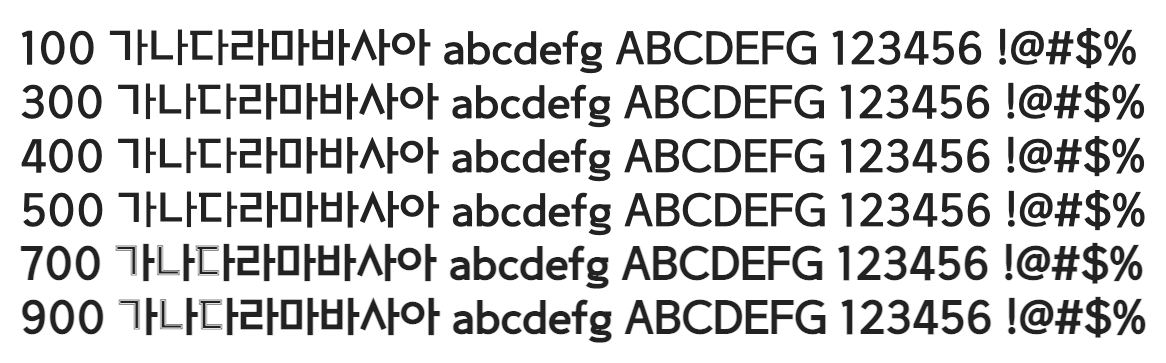 100 가나다라마바사아 abcdefg ABCDEFG 123456 !@#$%
300 가나다라마바사아 abcdefg ABCDEFG 123456 !@#$%
400 가나다라마바사아 abcdefg ABCDEFG 123456 !@#$%
500 가나다라마바사아 abcdefg ABCDEFG 123456 !@#$%
700 가나다라마바사아 abcdefg ABCDEFG 123456 !@#$%
900 가나다라마바사아 abcdefg ABCDEFG 123456 !@#$%